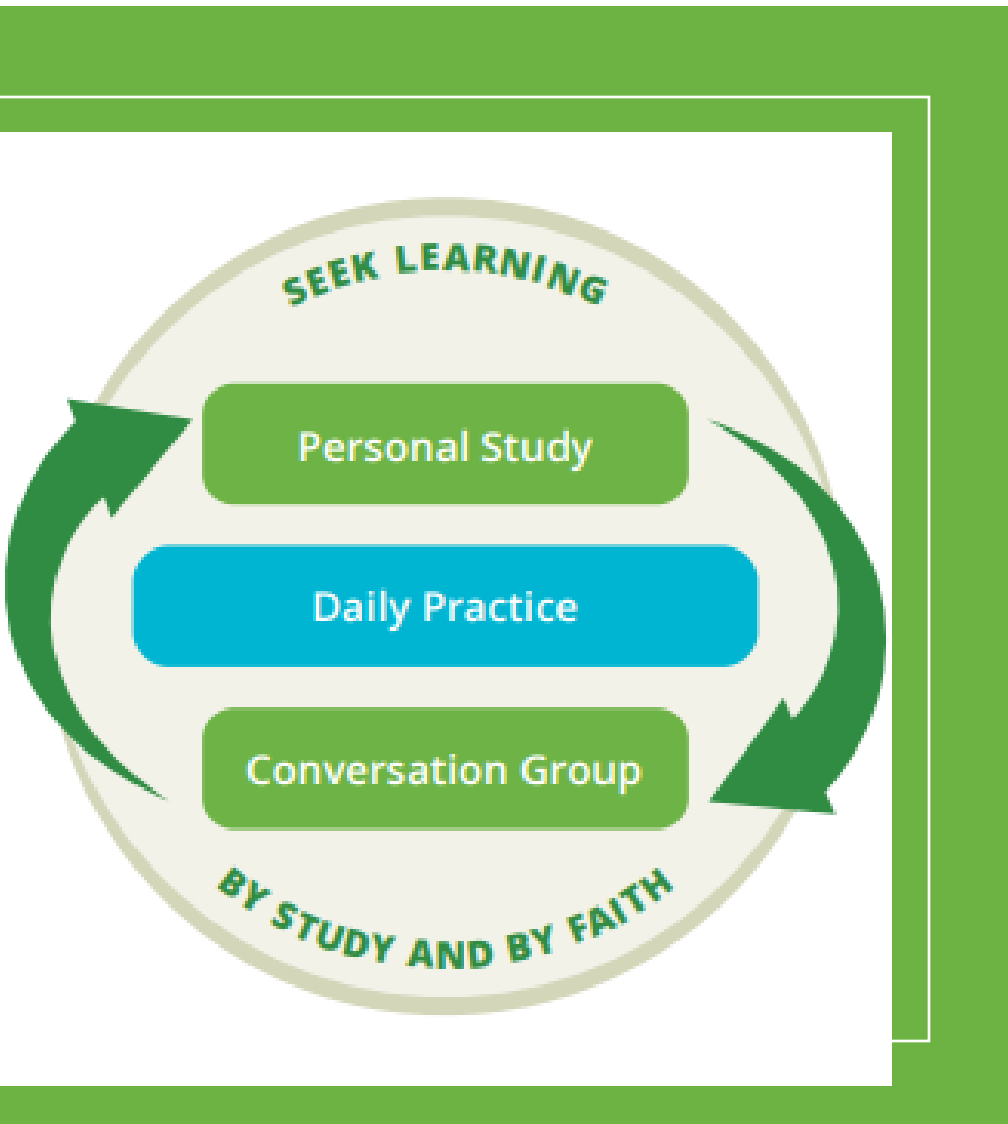 SEEK LEARNING
Personal Study
Daily Practice
Conversation Group
BY STUDY AND BY FAITH